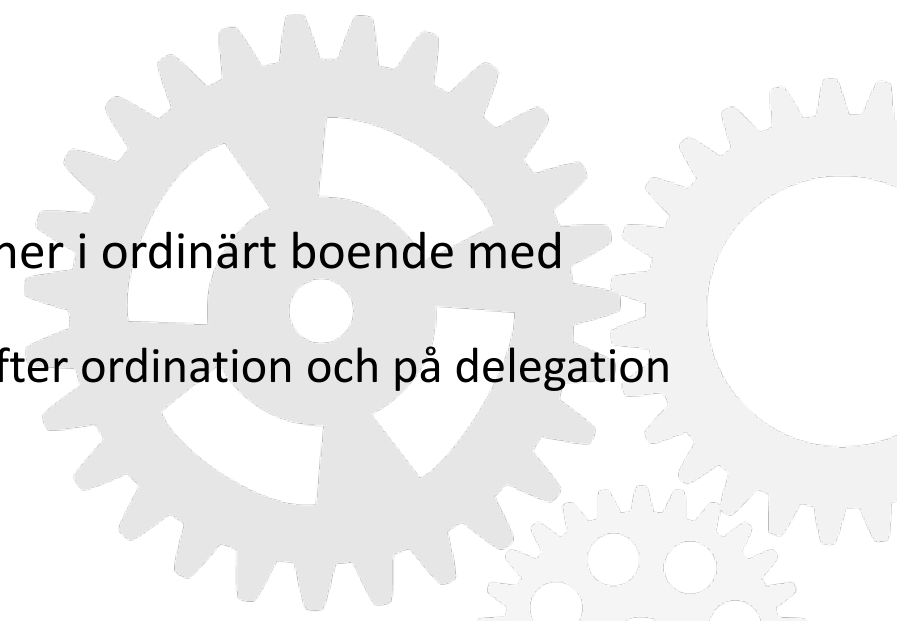 ner i ordinärt boende med
fter ordination och på delegation